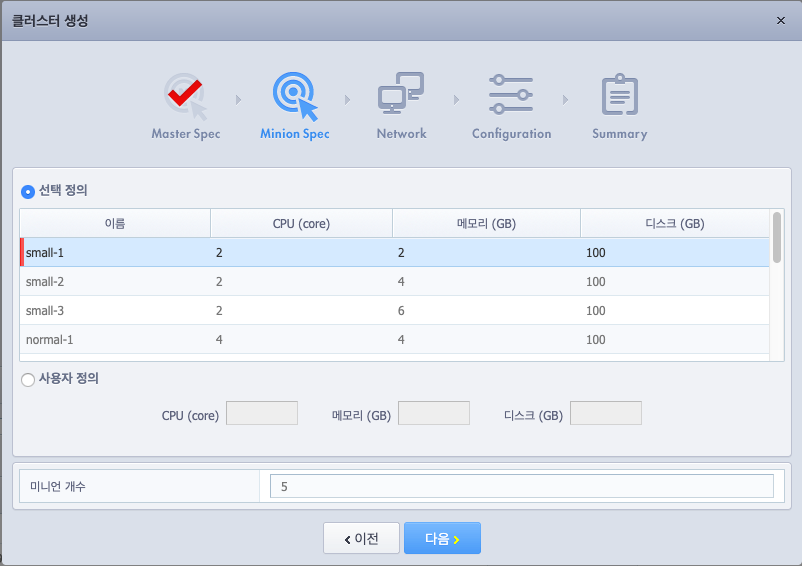 클러스터 생성 ×
Master Spec Minion Spec Network Configuration Summary
선택 정의
이름 CPU (core) 메모리 (GB) 디스크 (GB)
small-1 2 2 100
small-2 2 4 100
small-3 2 6 100
normal-1 4 4 100
사용자 정의
CPU (core) 메모리 (GB) 디스크 (GB)
미니언 개수 5
이전 다음